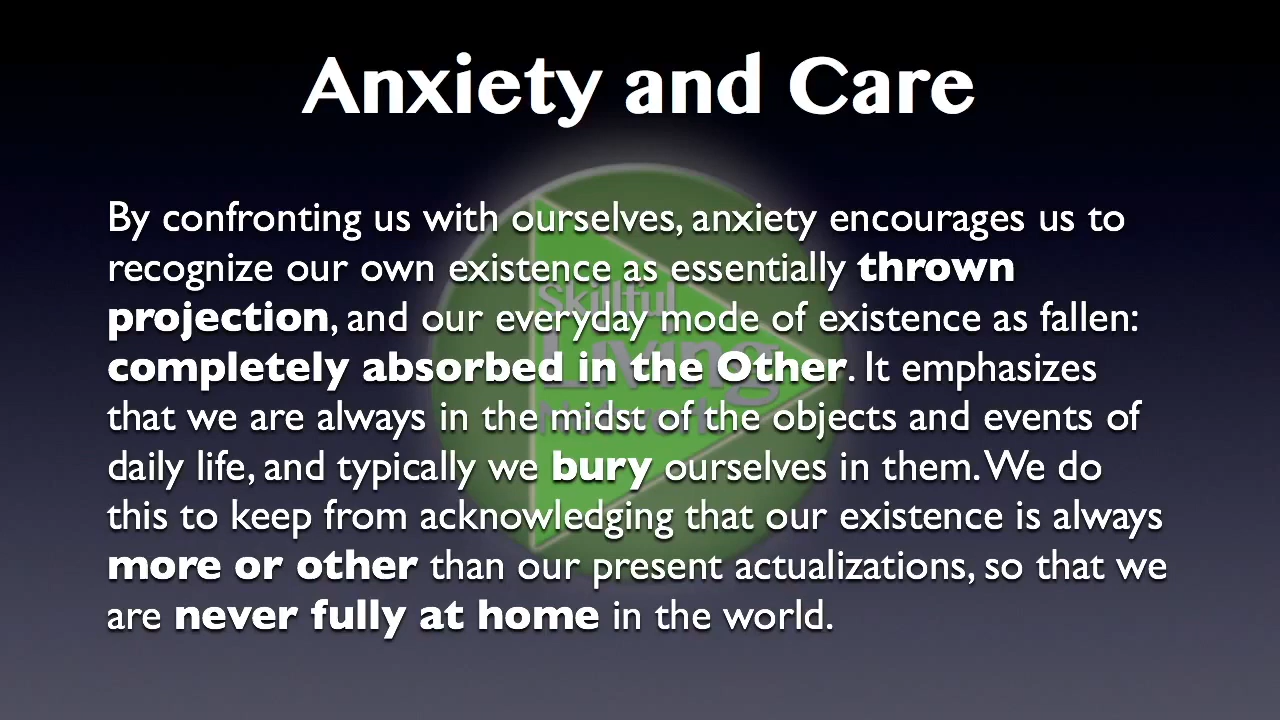 Anxiety and Care
By confronting us with ourselves, anxiety encourages us to
recognize our own existence as essentially thrown
projection, and our everyday mode of existence as fallen:
completely absorbed in the Other. It emphasizes
that we are always in the midst of the objects and events of
daily life, and typically we bury ourselves in them. We do
this to keep from acknowledging that our existence is always
more or other than our present actualizations, so that we
are never fully at home in the world.
Skillful
Living